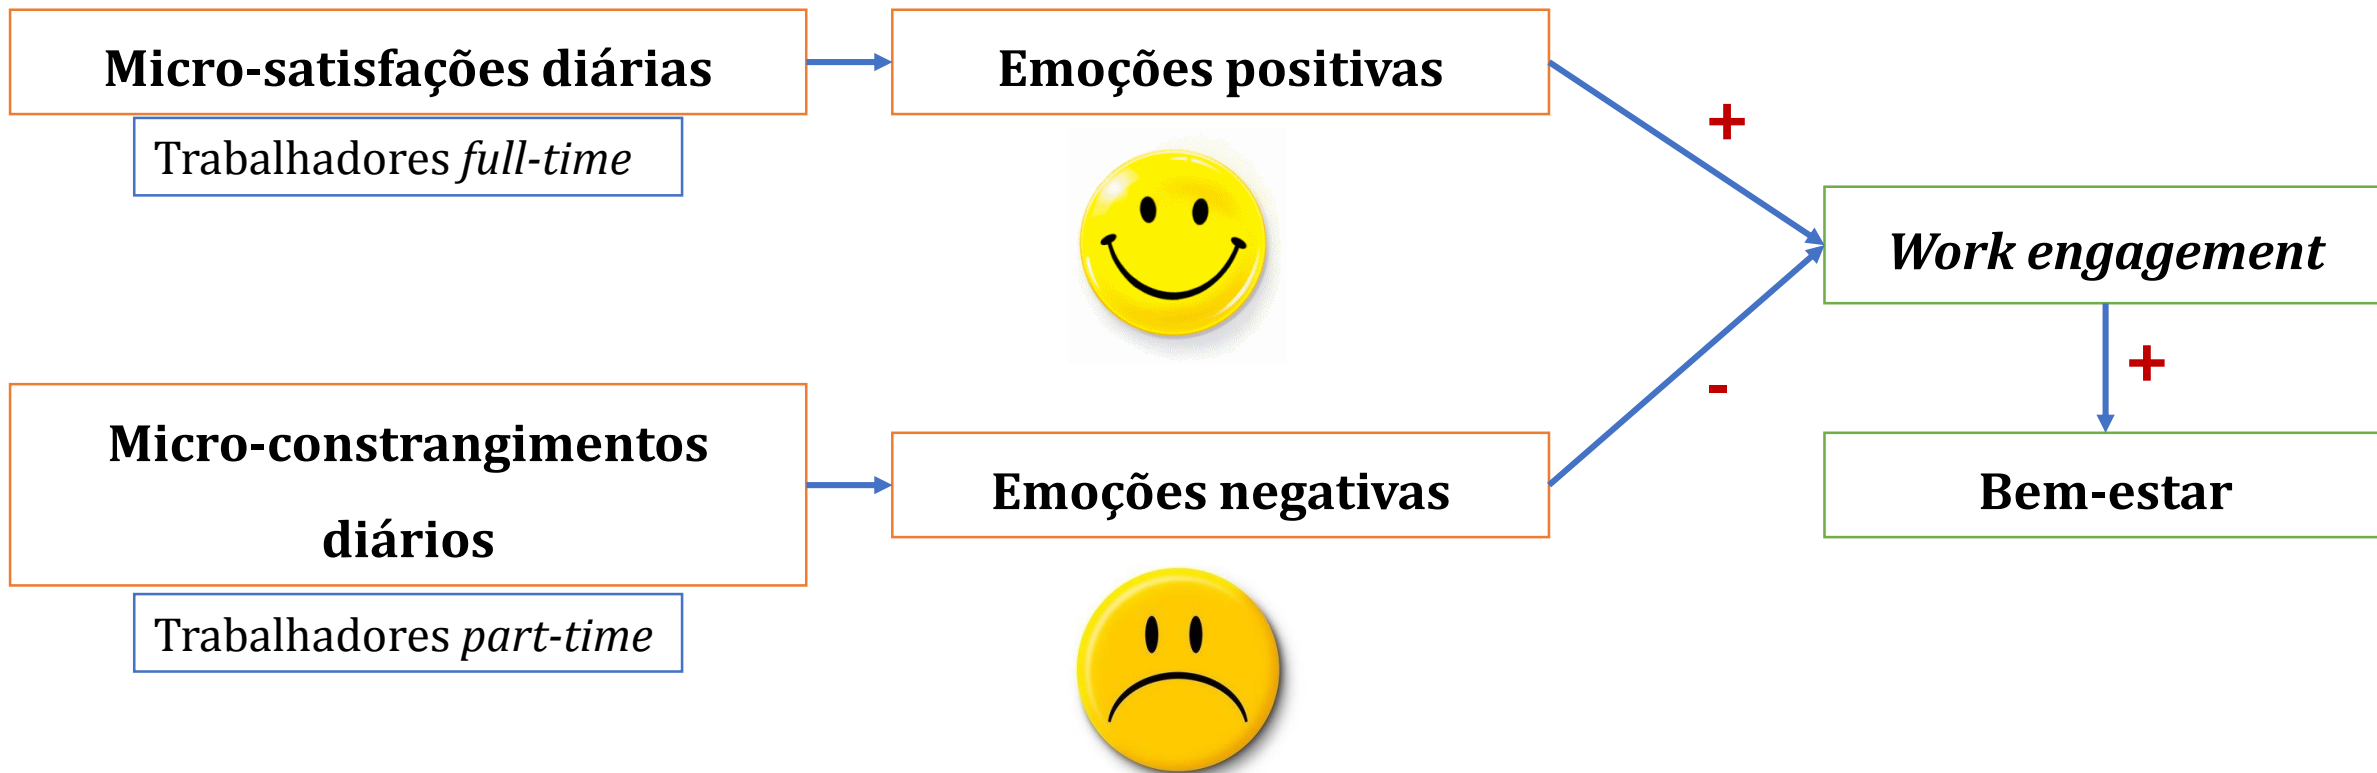 Micro-satisfações diárias
Emoções positivas
Trabalhadores full-time
+
Work engagement
+
-
Micro-constrangimentos
diários
Emoções negativas
Bem-estar
Trabalhadores part-time